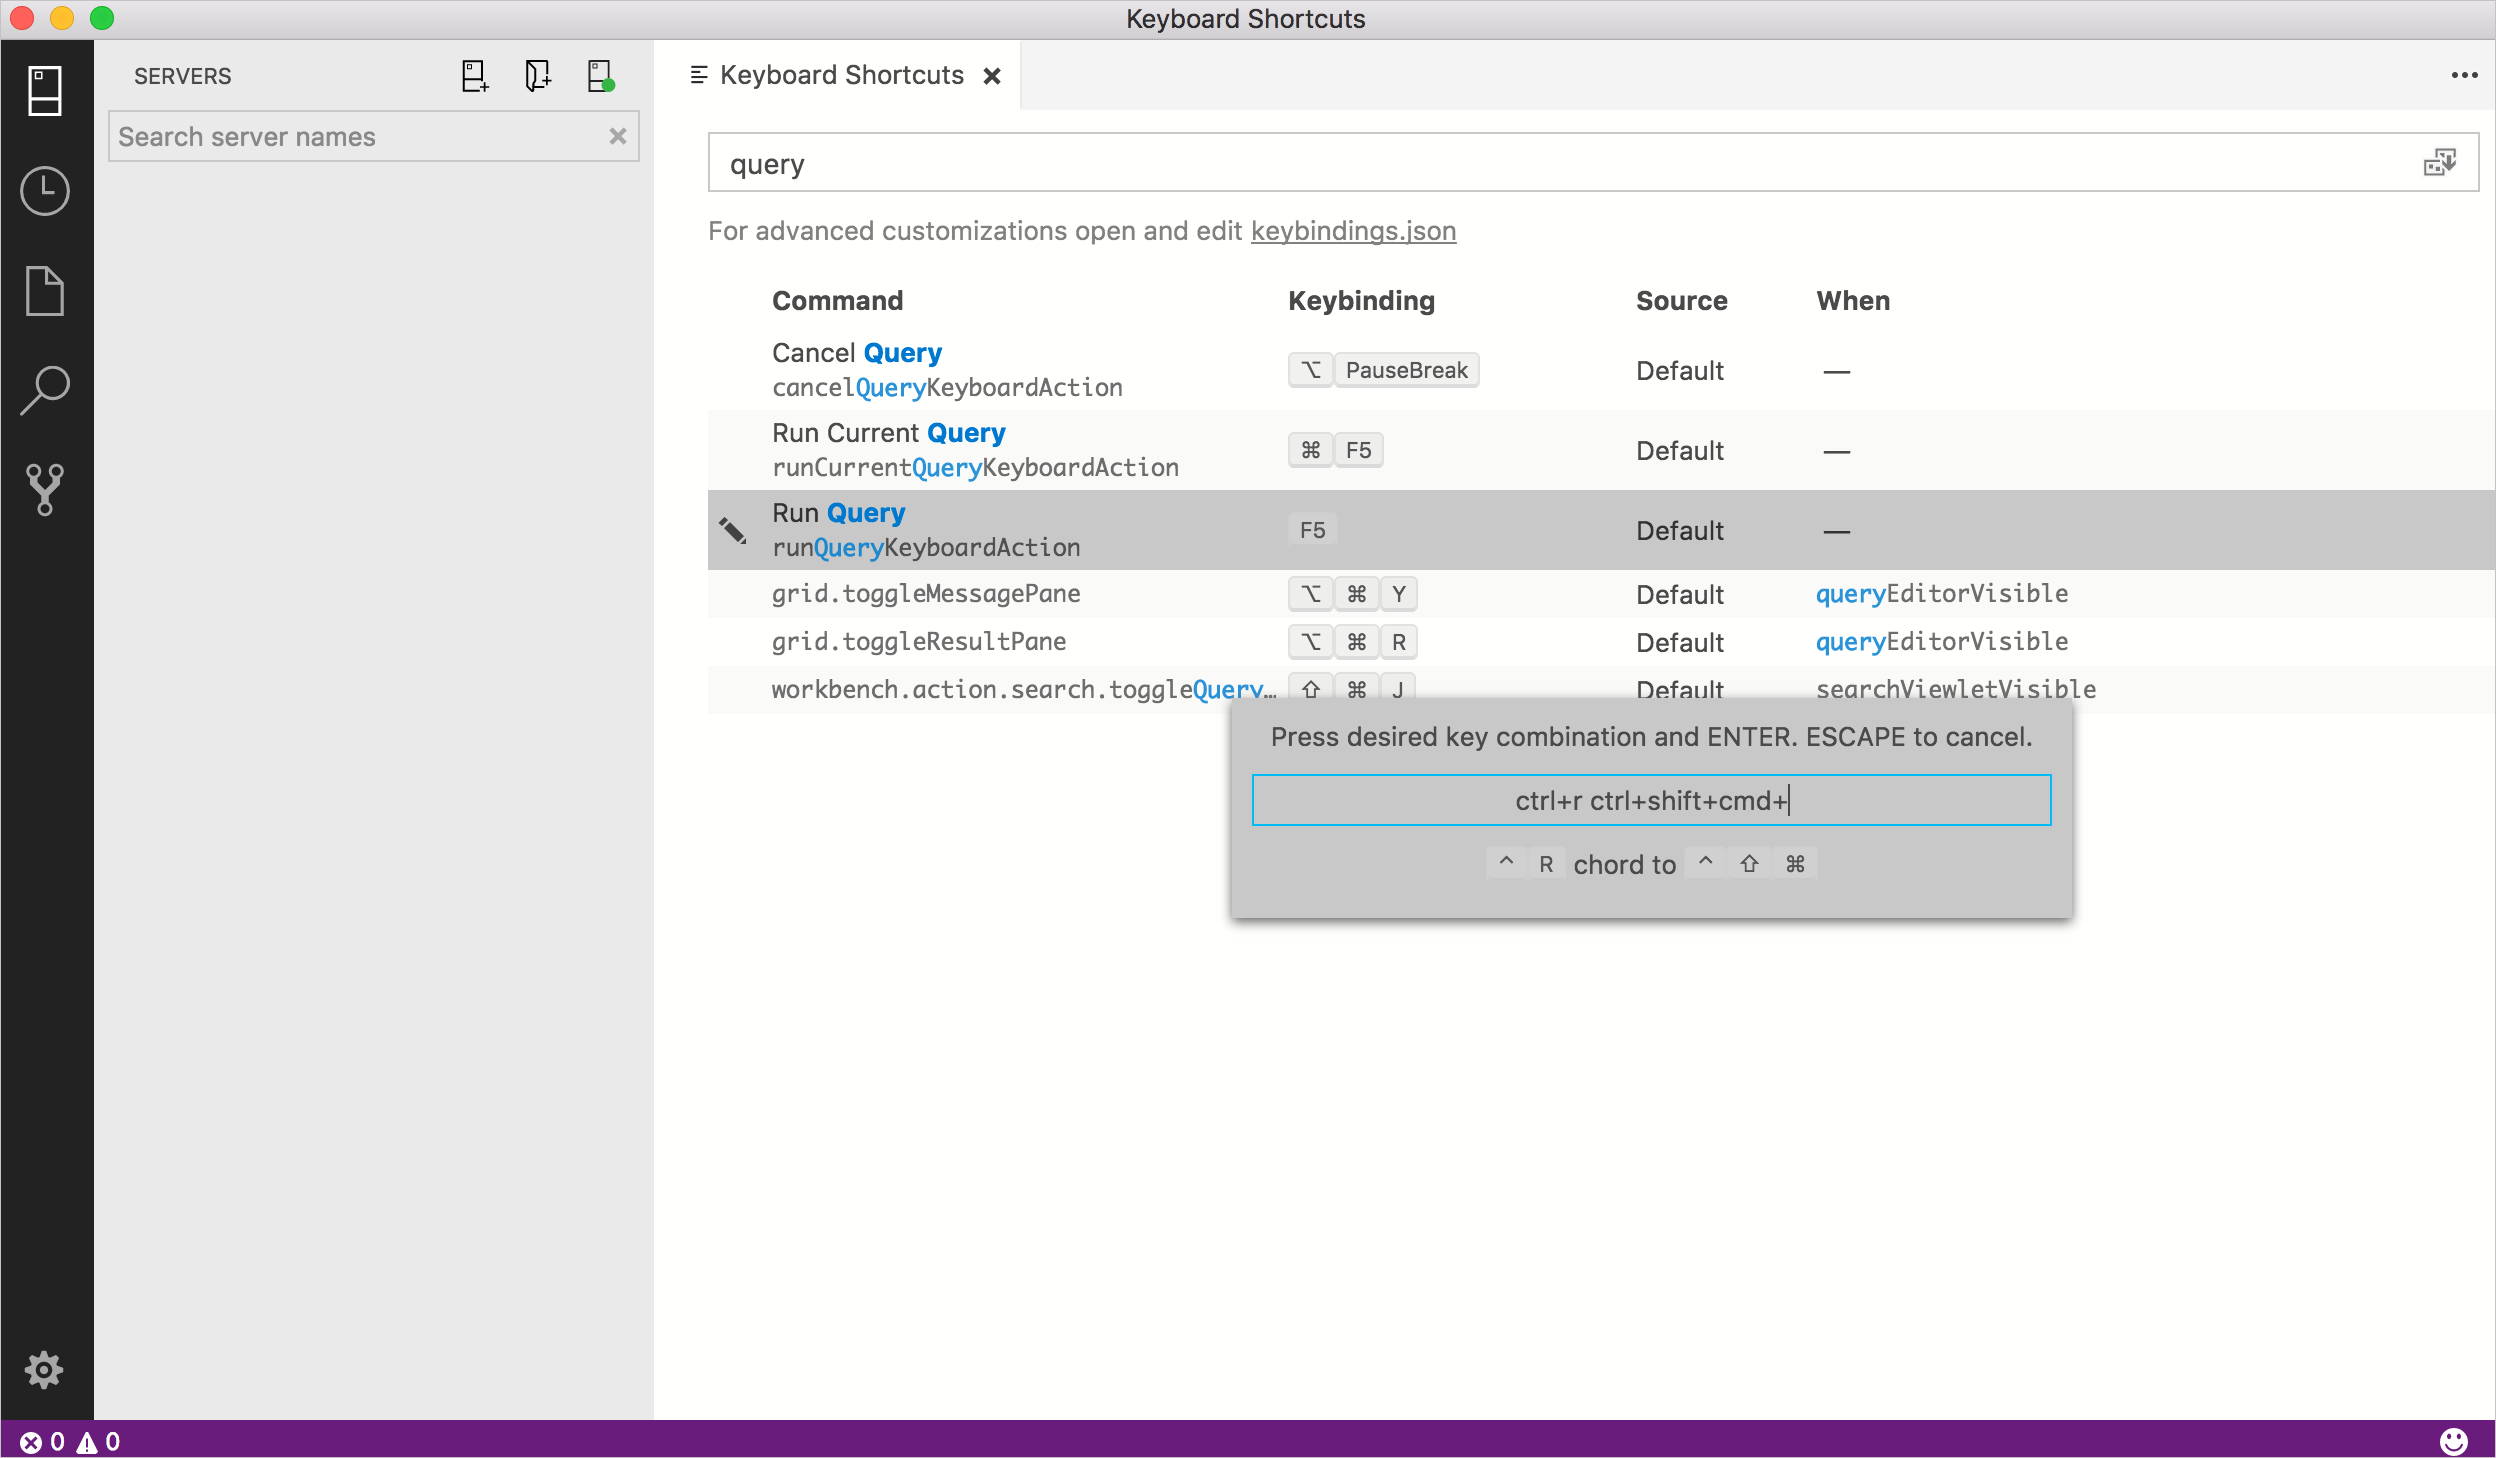 Keyboard Shortcuts
SERVERS
Search server names
Keyboard Shortcuts
query
For advanced customizations open and edit keybindings.json
Command Keybinding Source When
Cancel Query
cancelQueryKeyboardAction
⌥ PauseBreak Default —
Run Current Query
runCurrentQueryKeyboardAction
⌘ F5 Default —
Run Query
runQueryKeyboardAction
F5 Default —
grid.toggleMessagePane ⌥ ⌘ Y Default queryEditorVisible
grid.toggleResultPane ⌥ ⌘ R Default queryEditorVisible
workbench.action.search.toggleQuery… ⇧ ⌘ J Default searchViewletVisible
Press desired key combination and ENTER. ESCAPE to cancel.
ctrl+r ctrl+shift+cmd+
^ R chord to ^ ⇧ ⌘
0 0